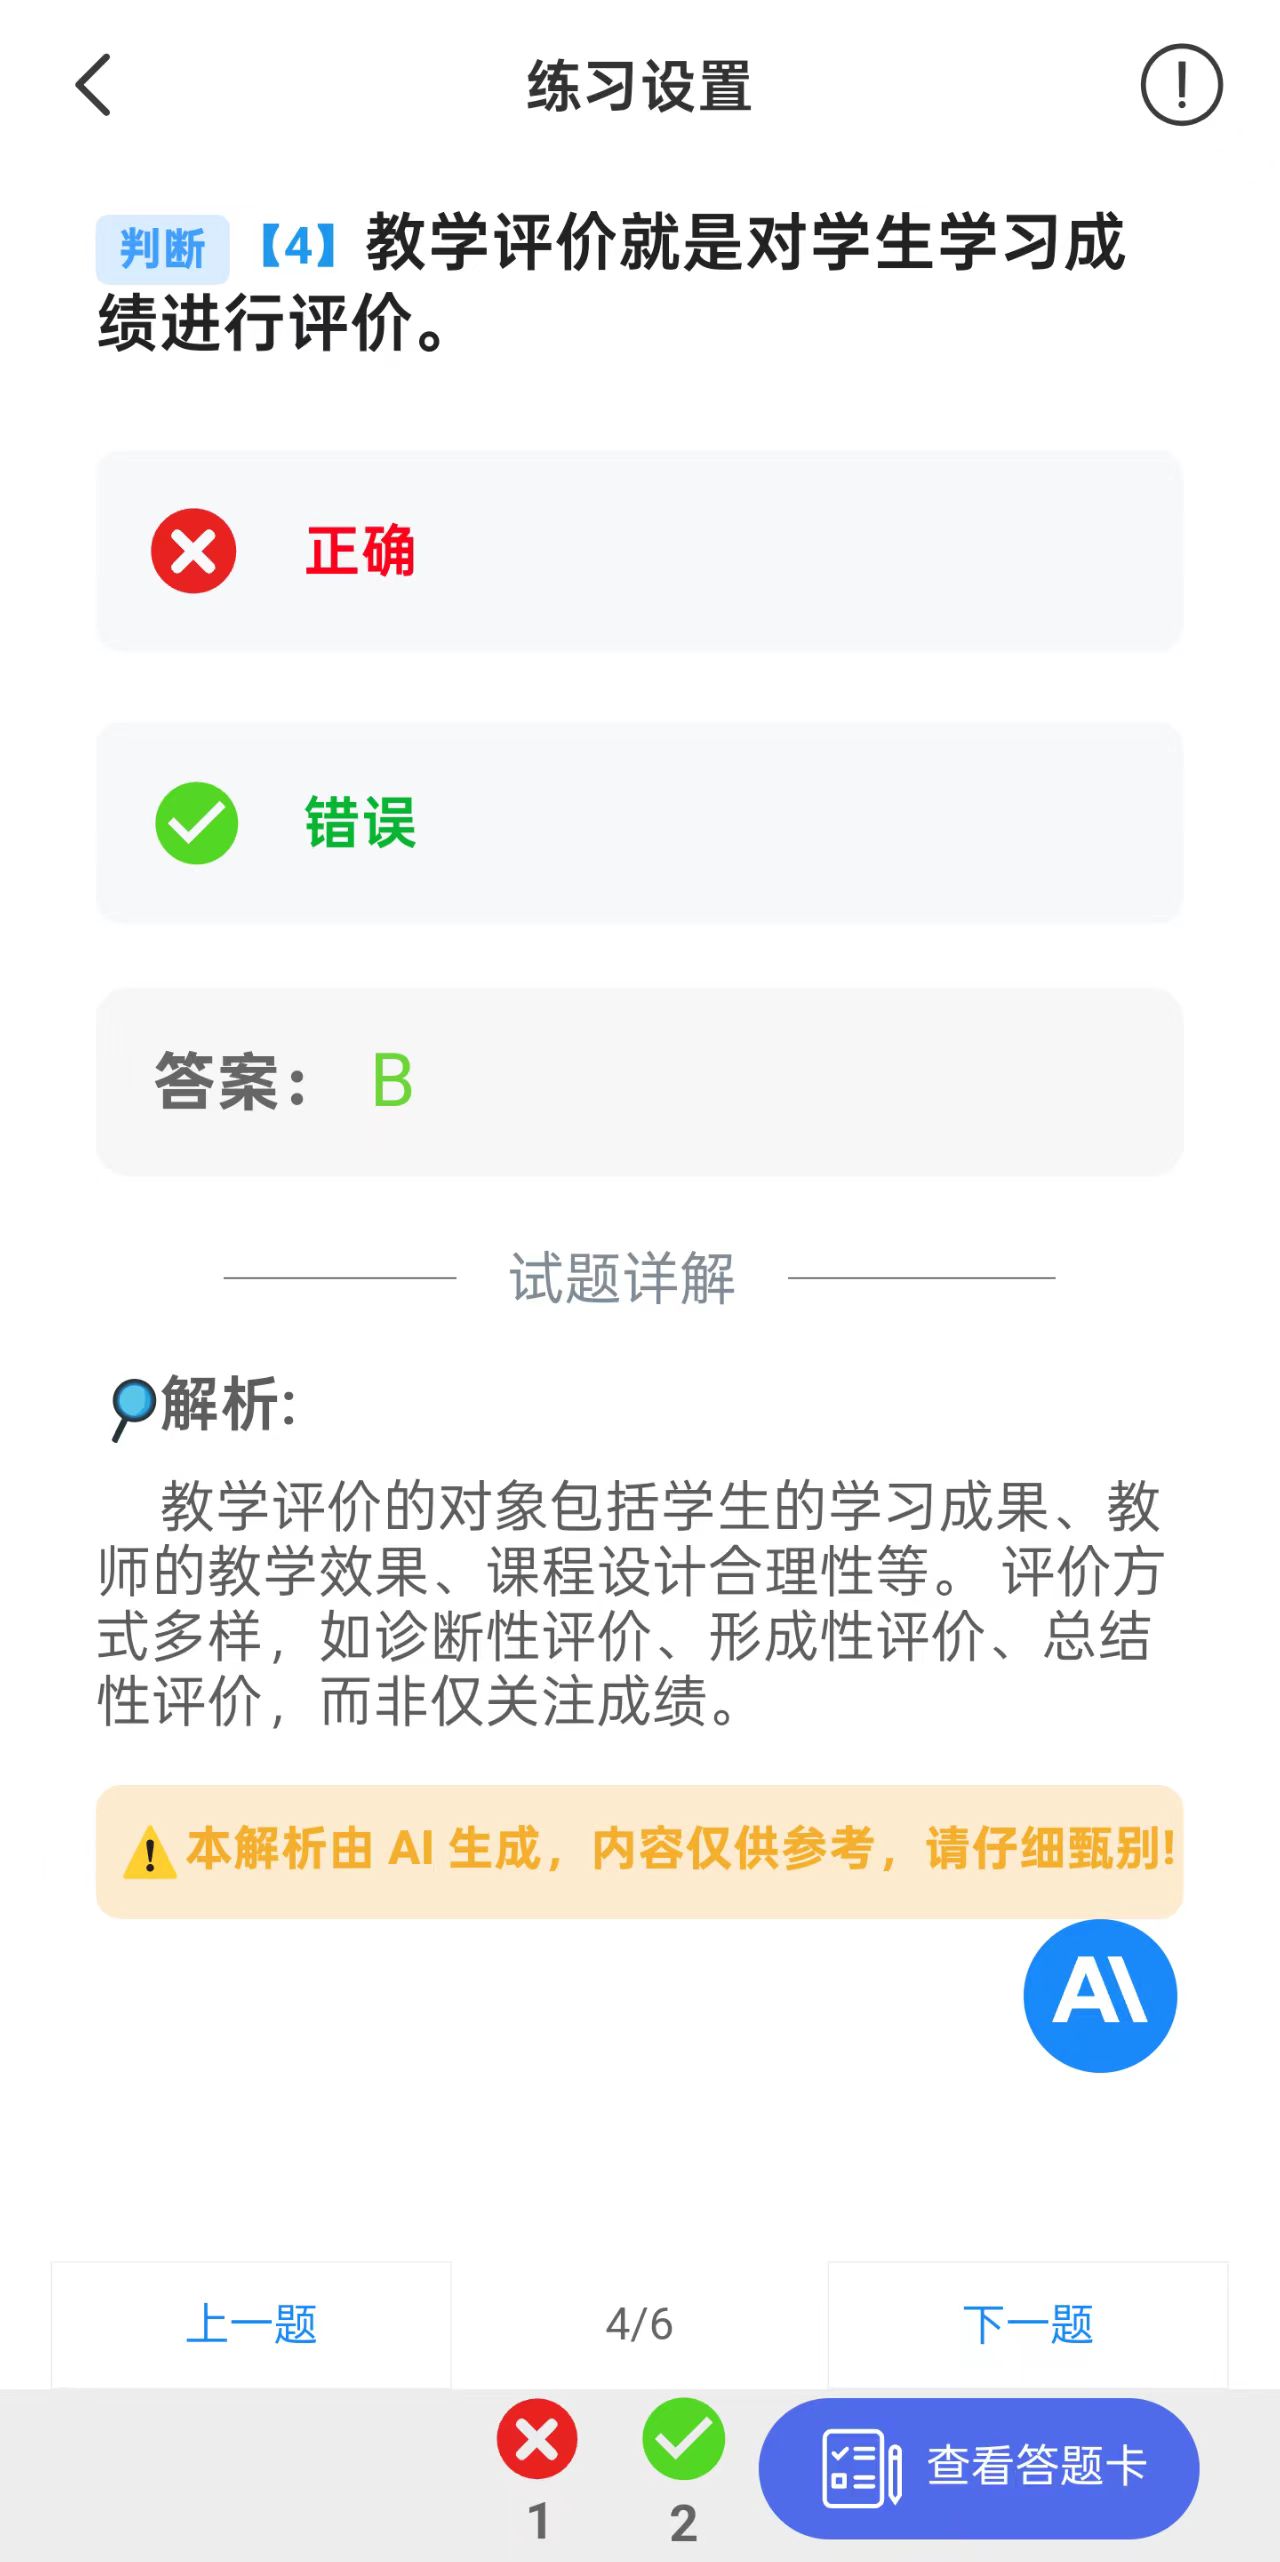 练习设置
判断【4】教学评价就是对学生学习成
绩进行评价。
正确
错误
答案： B
试题详解
解析:
教学评价的对象包括学生的学习成果、教
师的教学效果、课程设计合理性等。 评价方
式多样，如诊断性评价、形成性评价、总结
性评价，而非仅关注成绩。
本解析由 AI 生成，内容仅供参考，请仔细甄别!
AI
上一题
4/6
下一题
1
2
查看答题卡